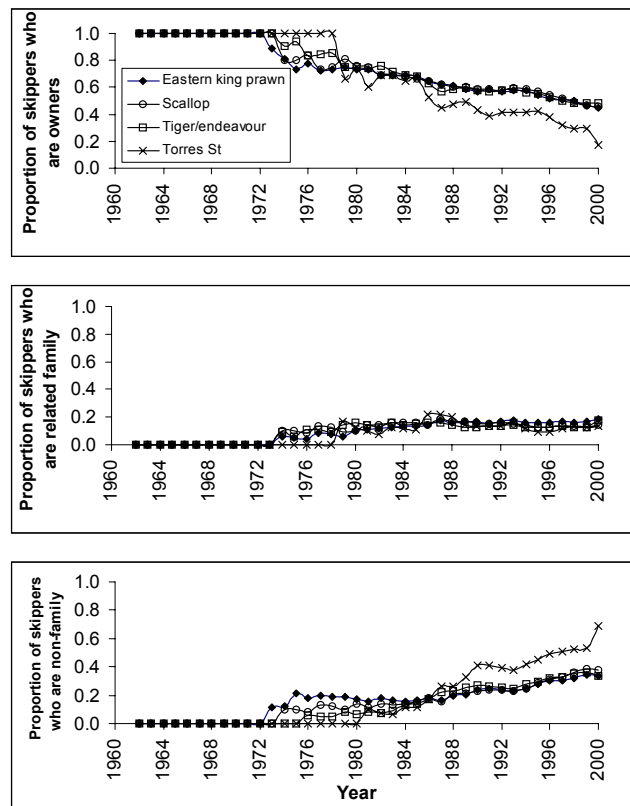 Proportion of skippers who
are owners
1.0
0.8
0.6
0.4
0.2
0.0
Eastern king prawn
Scallop
Tiger/endeavour
Torres St
1960 1964 1968 1972 1976 1980 1984 1988 1992 1996 2000
Proportion of skippers who
are related family
1.0
0.8
0.6
0.4
0.2
0.0
1960 1964 1968 1972 1976 1980 1984 1988 1992 1996 2000
Proportion of skippers
who are non-family
1.0
0.8
0.6
0.4
0.2
0.0
1960 1964 1968 1972 1976 1980 1984 1988 1992 1996 2000
Year